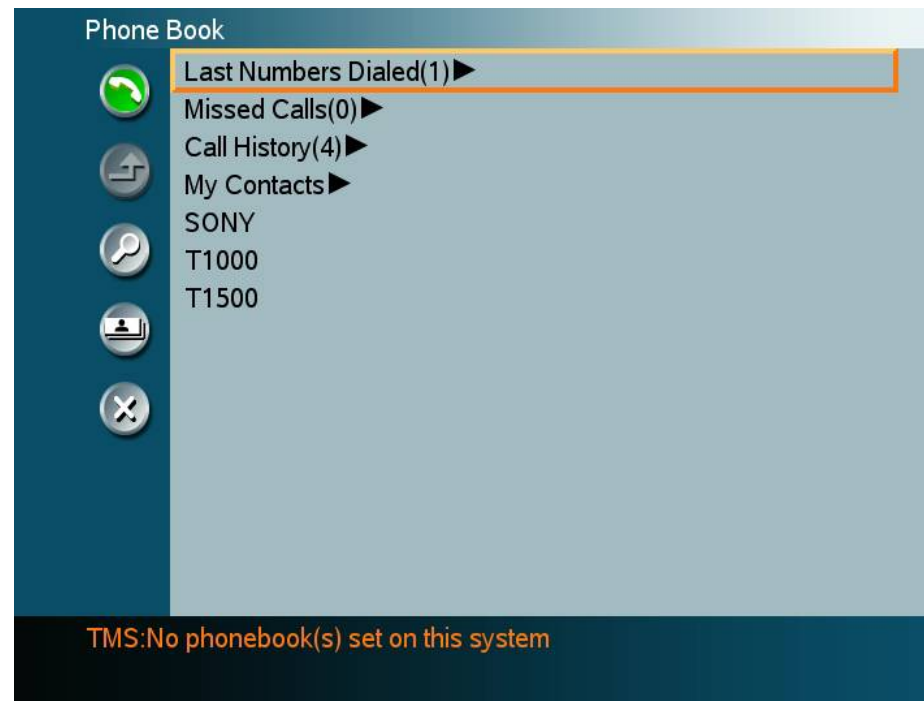 Phone Book
Last Numbers Dialed(1)▶
Missed Calls(0)▶
Call History(4)▶
My Contacts▶
SONY
T1000
T1500
TMS:No phonebook(s) set on this system